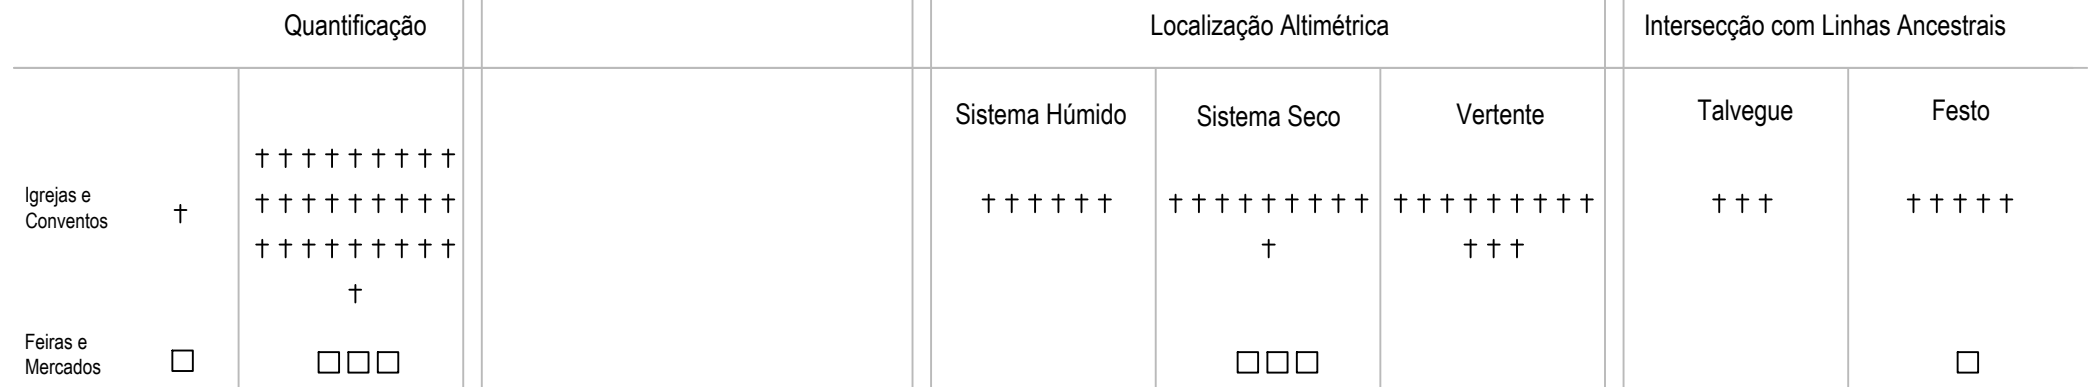 Quantificação Localização Altimétrica Intersecção com Linhas Ancestrais
Sistema Húmido Sistema Seco Vertente Talvegue Festo
† † † † † † † † †
Igrejas e
Conventos † † † † † † † † † † † † † † † † † † † † † † † † † † † † † † † † † † † † † † † † † †
† † † † † † † † † † † † †
†
Feiras e
Mercados □ □ □ □ □ □ □ □